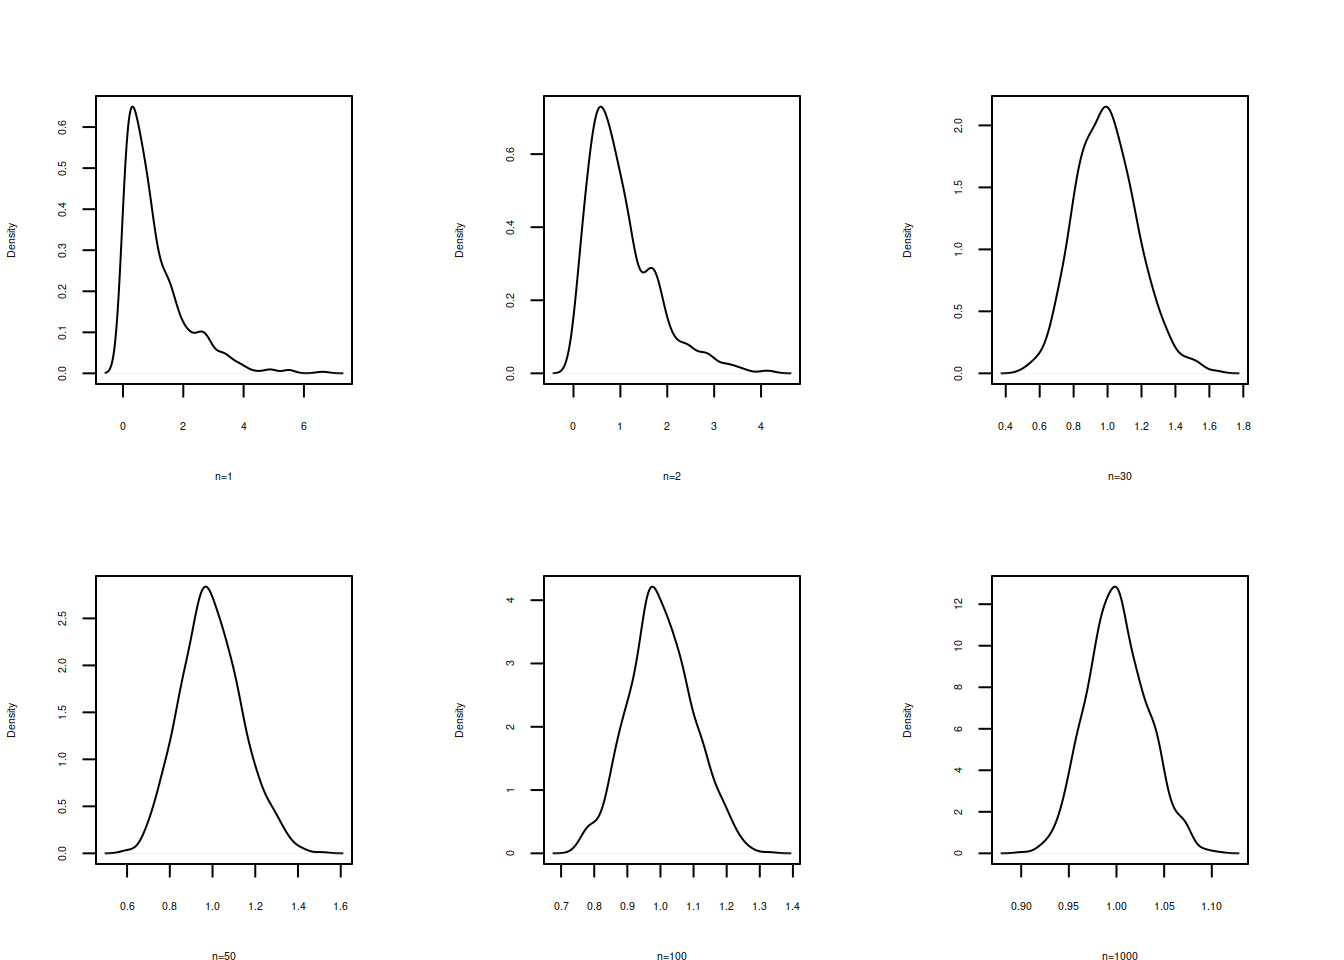 Density
0.0 0.1 0.2 0.3 0.4 0.5 0.6
0 2 4 6
n=1
Density
0.0 0.2 0.4 0.6
0 1 2 3 4
n=2
Density
0.0 0.5 1.0 1.5 2.0
0.4 0.6 0.8 1.0 1.2 1.4 1.6 1.8
n=30
Density
0.0 0.5 1.0 1.5 2.0 2.5
0.6 0.8 1.0 1.2 1.4 1.6
n=50
Density
0 1 2 3 4
0.7 0.8 0.9 1.0 1.1 1.2 1.3 1.4
n=100
Density
0 2 4 6 8 10 12
0.90 0.95 1.00 1.05 1.10
n=1000